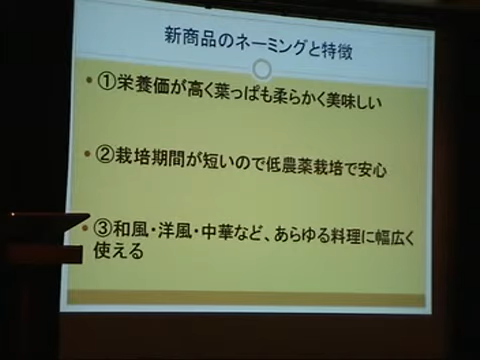 新商品のネーミングと特徴
• ①栄養価が高く葉っぱも柔らかく美味しい
• ②栽培期間が短いので低農薬栽培で安心
• ③和風・洋風・中華など、あらゆる料理に幅広く
使える